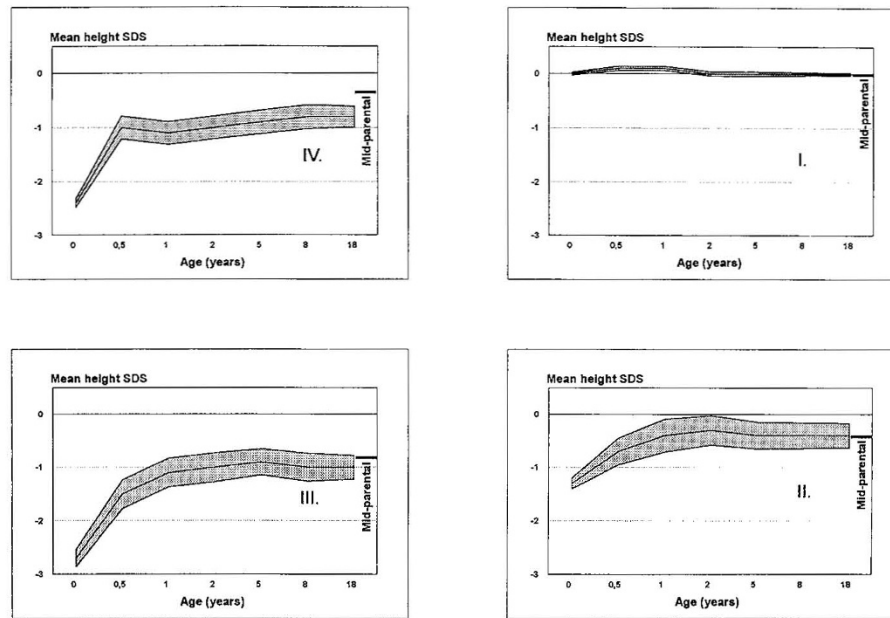 Mean height SDS
0
-1
-2
-3
IV.
Mid-parental
0 0,5 1 2 5 8 18
Age (years)
Mean height SDS
0
-1
-2
-3
I.
Mid-parental
0 0,5 1 2 5 8 18
Age (years)
Mean height SDS
0
-1
-2
-3
III.
Mid-parental
0 0,5 1 2 5 8 18
Age (years)
Mean height SDS
0
-1
-2
-3
II.
Mid-parental
0 0,5 1 2 5 8 18
Age (years)